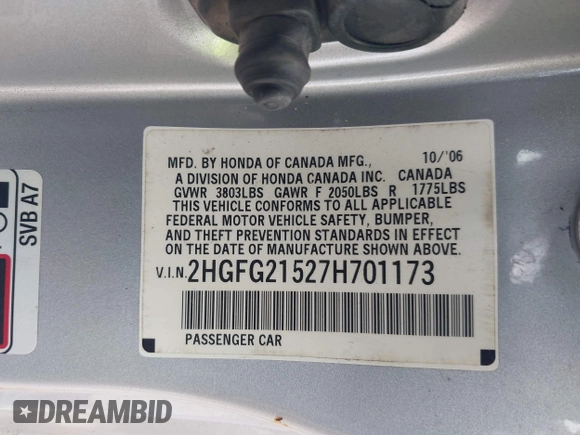 MFD. BY HONDA OF CANADA MFG., 10/'06
A DIVISION OF HONDA CANADA INC. CANADA
GVWR 3803LBS GAWR F 2050LBS R 1775LBS
THIS VEHICLE CONFORMS TO ALL APPLICABLE
FEDERAL MOTOR VEHICLE SAFETY, BUMPER,
AND THEFT PREVENTION STANDARDS IN EFFECT
ON THE DATE OF MANUFACTURE SHOWN ABOVE.
V.I.N. 2HGFG21527H701173
PASSENGER CAR
SVB A7
DREAMBID